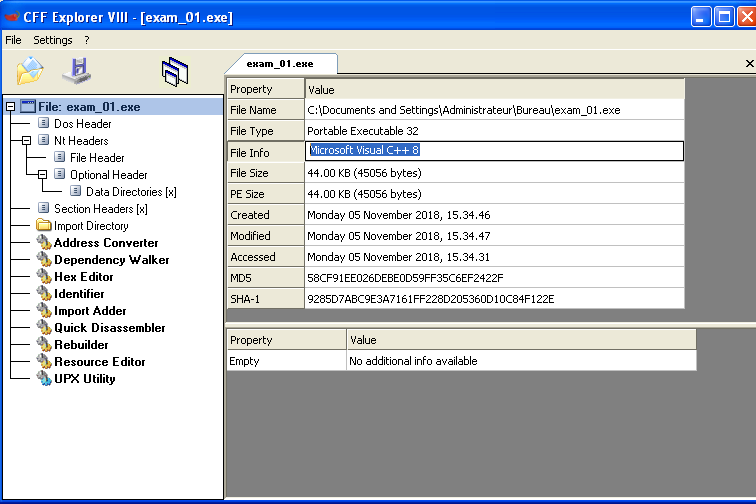 CFF Explorer VIII - [exam_01.exe]
File Settings ?
exam_01.exe
File: exam_01.exe
Dos Header
Nt Headers
File Header
Optional Header
Data Directories [x]
Section Headers [x]
Import Directory
Address Converter
Dependency Walker
Hex Editor
Identifier
Import Adder
Quick Disassembler
Rebuilder
Resource Editor
UPX Utility
Property Value
File Name C:\Documents and Settings\Administrateur\Bureau\exam_01.exe
File Type Portable Executable 32
File Info Microsoft Visual C++ 8
File Size 44.00 KB (45056 bytes)
PE Size 44.00 KB (45056 bytes)
Created Monday 05 November 2018, 15.34.46
Modified Monday 05 November 2018, 15.34.47
Accessed Monday 05 November 2018, 15.34.31
MD5 58CF91EE026DEBE0D59FF35C6EF2422F
SHA-1 9285D7ABC9E3A7161FF228D205360D10C84F122E
Property Value
Empty No additional info available